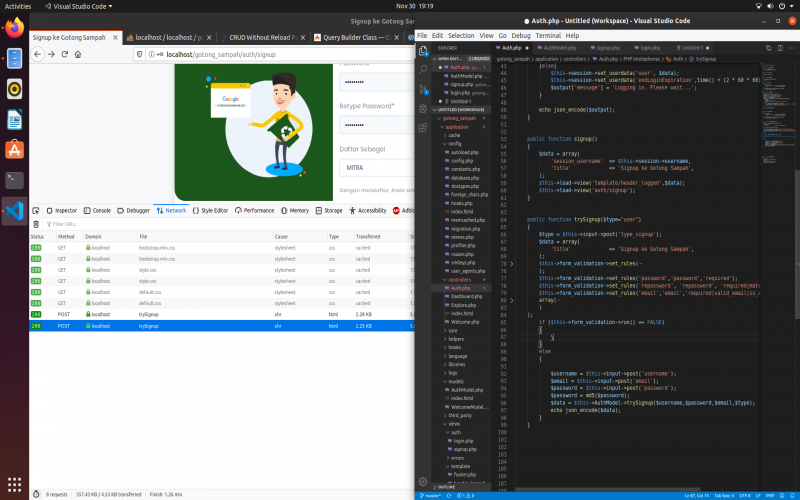 Activities
Visual Studio Code
Nov 30 19:19
Signup ke Gotong Sampah
Signup ke Gotong Sampah
localhost / localhost / g
CRUD Without Reload P
Query Builder Class — C
localhost/gotong_sampah/auth/signup
Google
Password
Retype Password*
Daftar Sebagai
MITRA
Inspector
Console
Debugger
Network
Style Editor
Performance
Memory
Storage
Accessibility
Filter URLs
Status Method Domain File Cause Type Transferred
200 GET localhost bootstrap.min.css stylesheet css cached
200 GET localhost bootstrap.min.css stylesheet css cached
200 GET localhost style.css stylesheet css cached
200 GET localhost style.css stylesheet css cached
200 GET localhost default.css stylesheet css cached
200 GET localhost default.css stylesheet css cached
200 POST localhost trySignup xhr html 2.28 KB
200 POST localhost trySignup xhr html 2.25 KB
8 requests
557.43 KB / 4.53 KB transferred
Finish: 1.26 min
Auth.php - Untitled (Workspace) - Visual Studio Code
File Edit Selection View Go Debug Terminal Help
EXPLORER
OPEN EDIT...
2 UNSAVED
Auth.php
AuthModel.php
signup.php
login.php
Untitled-1
UNTITLED (WORKSPACE)
gotong_sampah
application
cache
config
autoload.php
config.php
constants.php
database.php
doctypes.php
foreign_chars.php
hooks.php
index.html
memcached.php
migration.php
mimes.php
profiler.php
routes.php
smileys.php
user_agents.php
controllers
Auth.php
Dashboard.php
Explore.php
index.html
Welcome.php
core
helpers
hooks
language
libraries
logs
models
AuthModel.php
index.html
WelcomeModel....
third_party
views
auth
login.php
signup.php
errors
template
footer.php
OUTLINE
Auth.php
AuthModel.php
signup.php
login.php
Untitled-1
gotong_sampah > application > controllers > Auth.php > PHP Intelephense > Auth > trySignup
}else{
$this->session->set_userdata('user', $data);
$this->session->set_userdata('endLoginExpiration',time() + (2 * 60 * 60)
$output['message'] = 'Logging in. Please wait...';
}
echo json_encode($output);
}
public function signup()
{
$data = array(
'session_username' => $this->session->username,
'title' => 'Signup ke Gotong Sampah',
);
$this->load->view('template/header_logged',$data);
$this->load->view('auth/signup');
}
public function trySignup($type="user")
{
$type = $this->input->post('type_signup');
$data = array(
'title' => 'Signup ke Gotong Sampah',
);
$this->form_validation->set_rules(
);
$this->form_validation->set_rules('password','password','required');
$this->form_validation->set_rules('repassword', 'repassword', 'required|mat
$this->form_validation->set_rules('email','email','required|valid_email|is_
array(
)
);
if ($this->form_validation->run() == FALSE)
{
\
}
else
{
$username = $this->input->post('username');
$email = $this->input->post('email');
$password = $this->input->post('password');
$password = md5($password);
$data = $this->AuthModel->trySignup($username,$password,$email,$type);
echo json_encode($data);
}
}
master*
Ln 87, Col 14
Tab Size: 4
UTF-8
LF
PHP